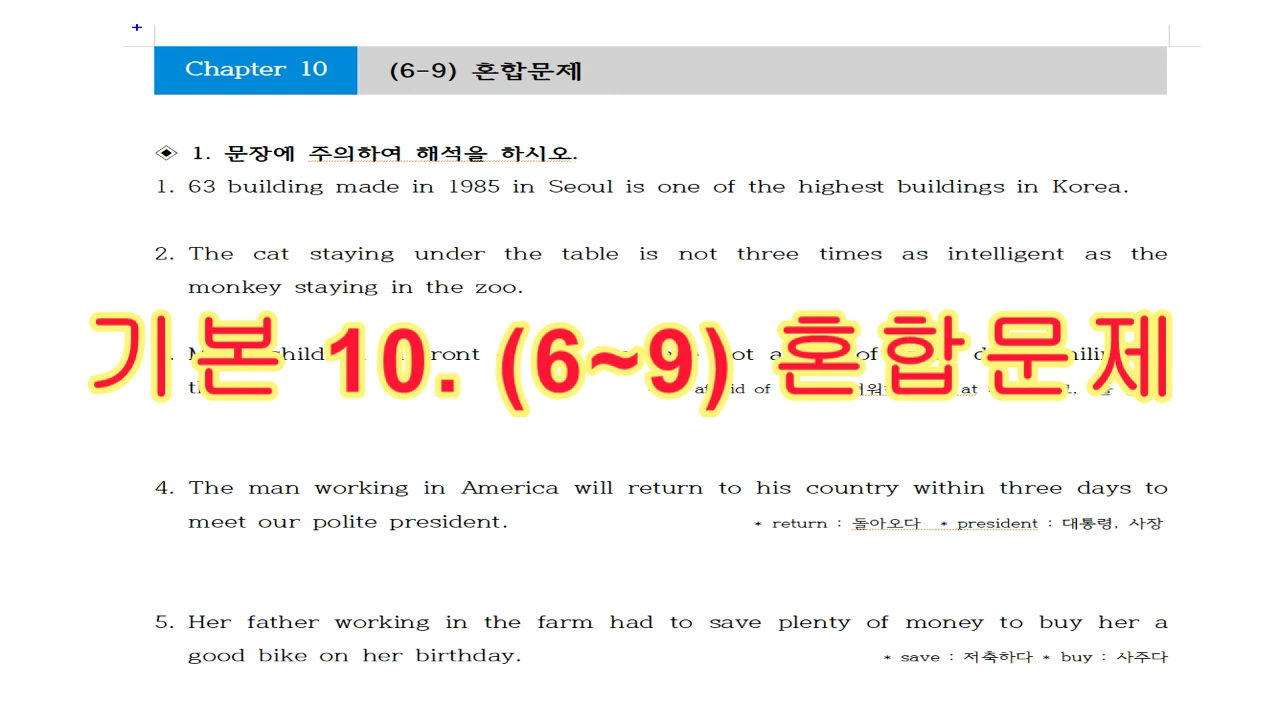 Chapter 10
(6-9) 혼합문제
◈ 1. 문장에 주의하여 해석을 하시오.
1. 63 building made in 1985 in Seoul is one of the highest buildings in Korea.
2. The cat staying under the table is not three times as intelligent as the
monkey staying in the zoo.
기본 10. (6~9) 혼합문제
of
4. The man working in America will return to his country within three days to
meet our polite president.
* return : 돌아오다 * president : 대통령, 사장
5. Her father working in the farm had to save plenty of money to buy her a
good bike on her birthday.
* save : 저축하다 * buy : 사주다